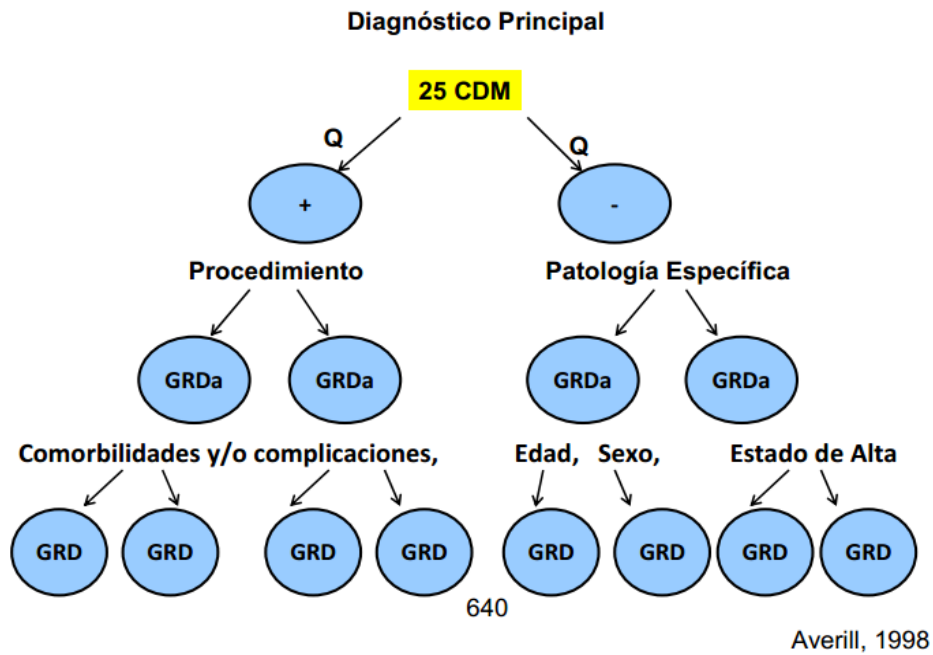 Diagnóstico Principal
25 CDM
Q Q
+ -
Procedimiento Patología Específica
GRDa GRDa GRDa GRDa
Comorbilidades y/o complicaciones, Edad, Sexo, Estado de Alta
GRD GRD GRD GRD GRD GRD GRD GRD
640
Averill, 1998